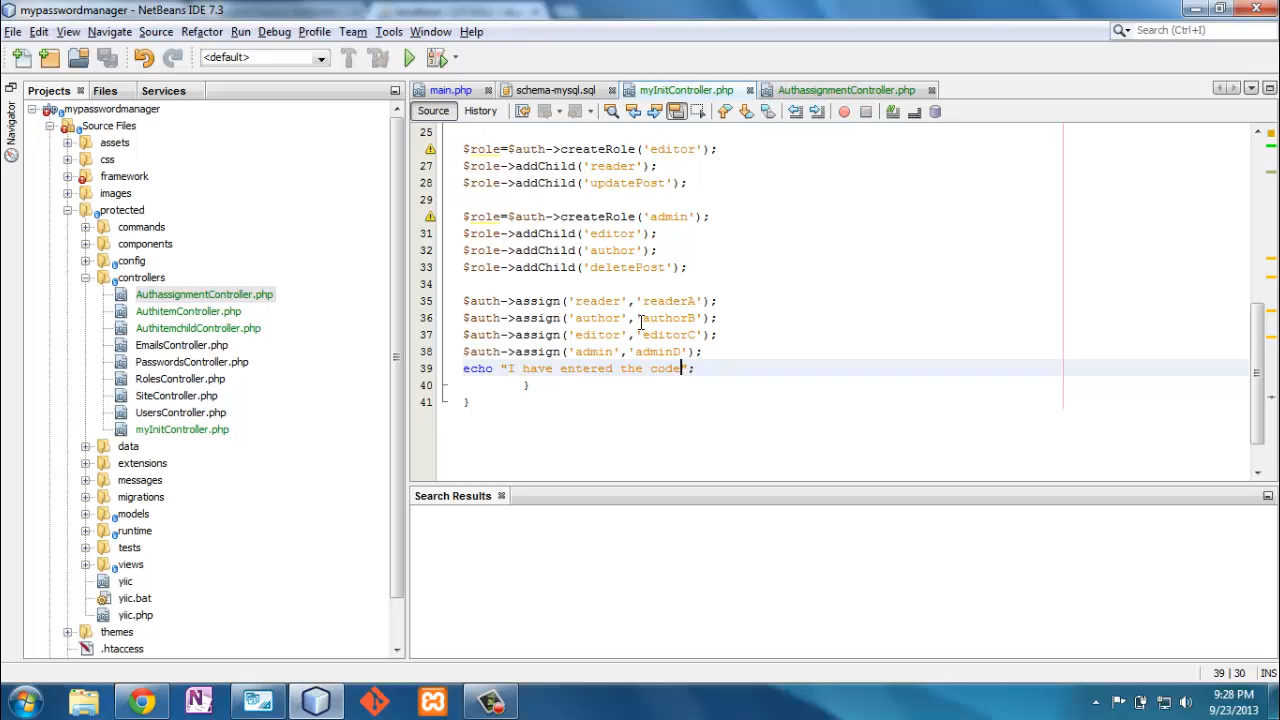 mypasswordmanager - NetBeans IDE 7.3
File Edit View Navigate Source Refactor Run Debug Profile Team Tools Window Help
Search (Ctrl+I)
<default>
Projects Files Services
main.php schema-mysql.sql myInitController.php AuthassignmentController.php
Source History
Navigator
mypasswordmanager
Source Files
assets
css
framework
images
protected
commands
components
config
controllers
AuthassignmentController.php
AuthitemController.php
AuthitemchildController.php
EmailsController.php
PasswordsController.php
RolesController.php
SiteController.php
UsersController.php
myInitController.php
data
extensions
messages
migrations
models
runtime
tests
views
yiic
yiic.bat
yiic.php
themes
.htaccess
25
$role=$auth->createRole('editor');
27 $role->addChild('reader');
28 $role->addChild('updatePost');
29
$role=$auth->createRole('admin');
31 $role->addChild('editor');
32 $role->addChild('author');
33 $role->addChild('deletePost');
34
35 $auth->assign('reader','readerA');
36 $auth->assign('author','authorB');
37 $auth->assign('editor','editorC');
38 $auth->assign('admin','adminD');
39 echo "I have entered the code";
40 }
41 }
Search Results
39 | 30 INS
9:28 PM
9/23/2013